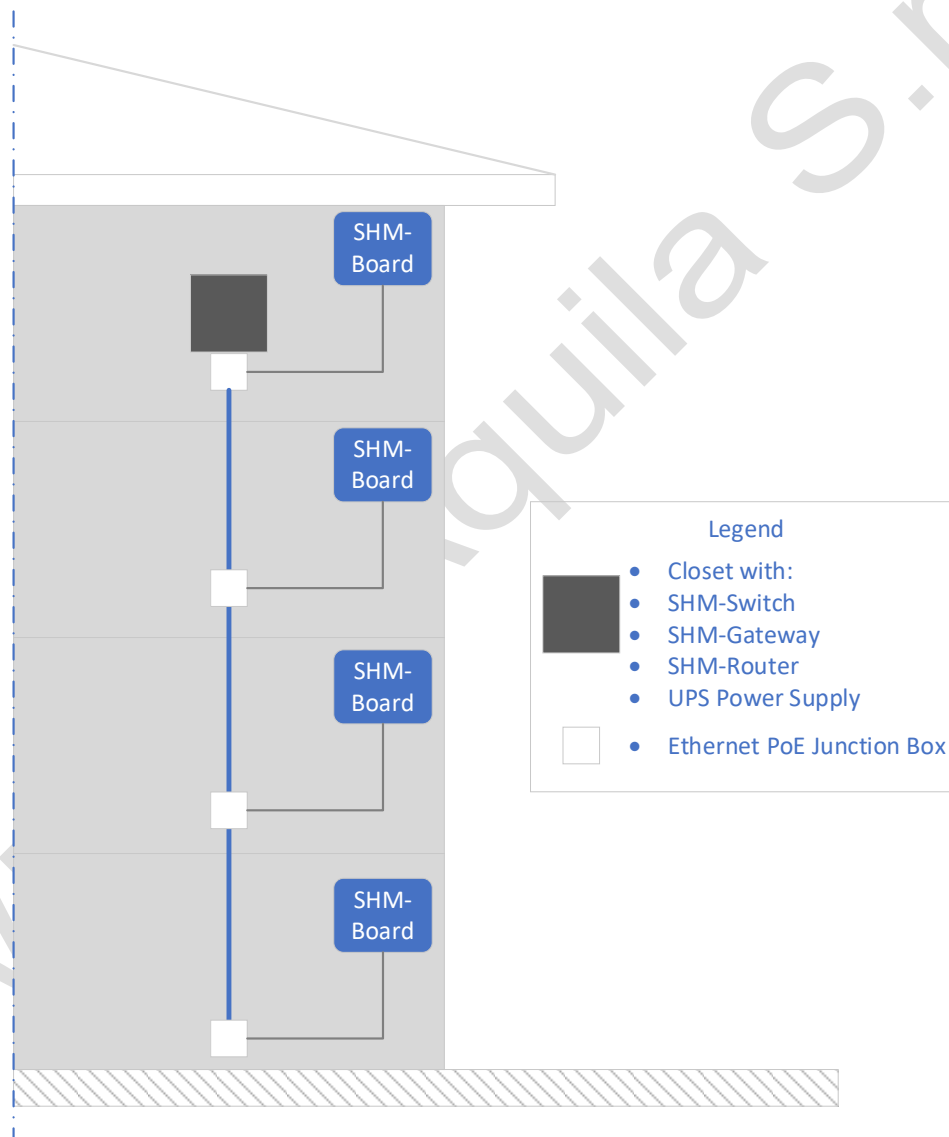 SHM-
Board
SHM-
Board
SHM-
Board
SHM-
Board
Legend
Closet with:
SHM-Switch
SHM-Gateway
SHM-Router
UPS Power Supply
Ethernet PoE Junction Box